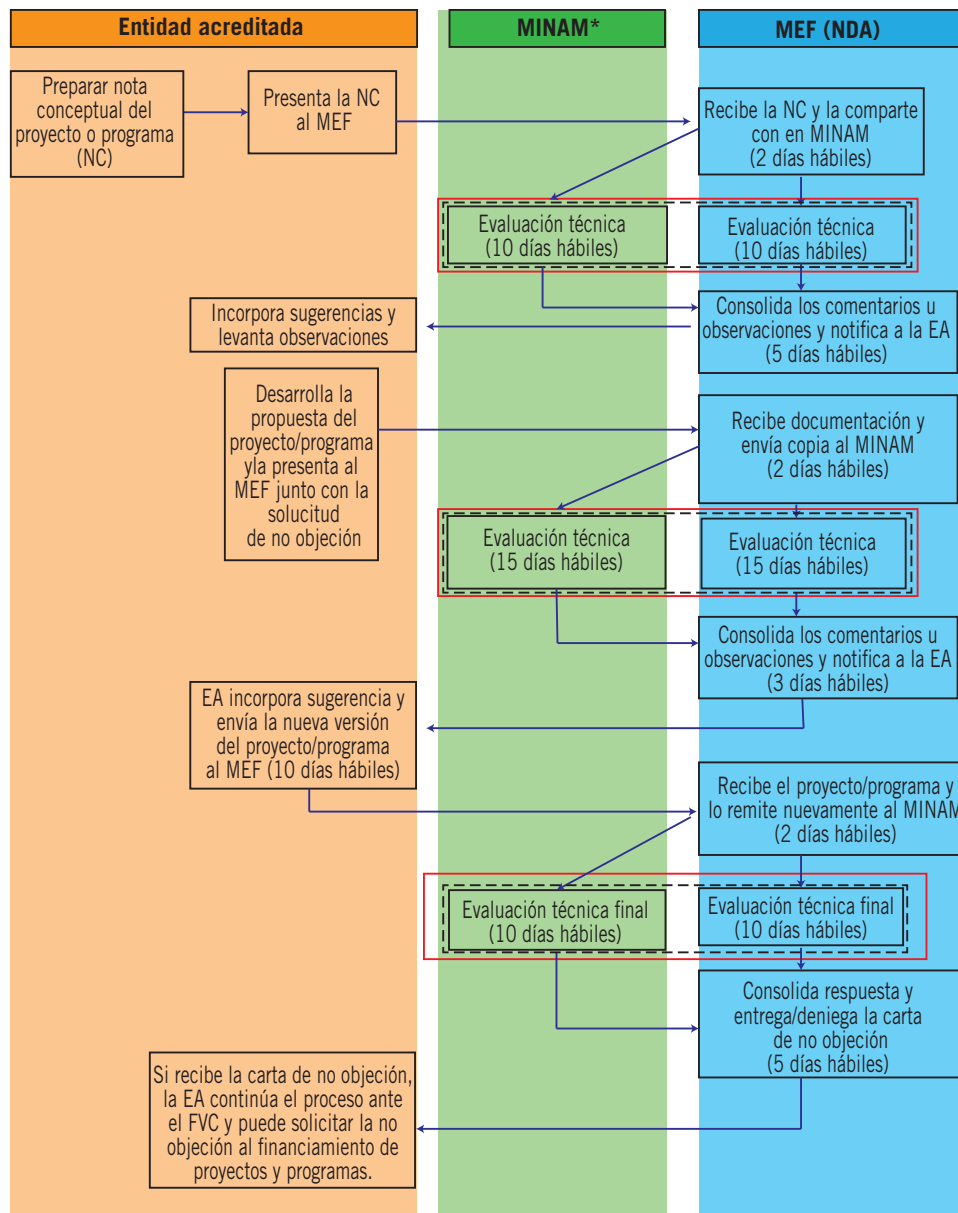 Entidad acreditada
MINAM*
MEF (NDA)
Preparar nota
conceptual del
proyecto o programa
(NC)
Presenta la NC
al MEF
Recibe la NC y la comparte
con en MINAM
(2 días hábiles)
Evaluación técnica
(10 días hábiles)
Evaluación técnica
(10 días hábiles)
Consolida los comentarios u
observaciones y notifica a la EA
(5 días hábiles)
Incorpora sugerencias y
levanta observaciones
Desarrolla la
propuesta del
proyecto/programa
yla presenta al
MEF junto con la
solucitud
de no objeción
Recibe documentación y
envía copia al MINAM
(2 días hábiles)
Evaluación técnica
(15 días hábiles)
Evaluación técnica
(15 días hábiles)
Consolida los comentarios u
observaciones y notifica a la EA
(3 días hábiles)
EA incorpora sugerencia y
envía la nueva versión
del proyecto/programa
al MEF (10 días hábiles)
Recibe el proyecto/programa y
lo remite nuevamente al MINAM
(2 días hábiles)
Evaluación técnica final
(10 días hábiles)
Evaluación técnica final
(10 días hábiles)
Consolida respuesta y
entrega/deniega la carta
de no objeción
(5 días hábiles)
Si recibe la carta de no objeción,
la EA continúa el proceso ante
el FVC y puede solicitar la no
objeción al financiamiento de
proyectos y programas.